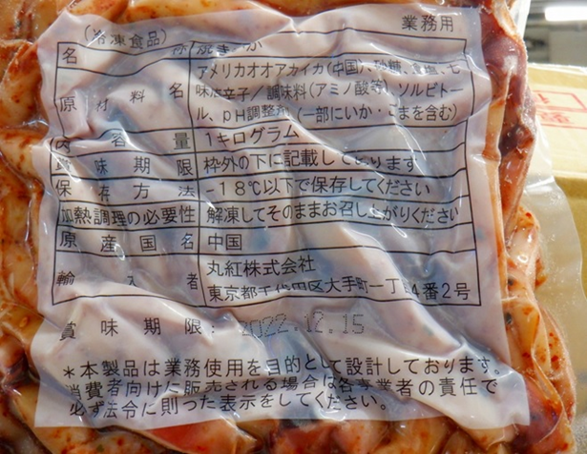 (冷凍食品) 業務用
名 称 焼きいか
原材料名 アメリカオオアカイカ(中国)、砂糖、食塩、七
味唐辛子/調味料(アミノ酸等)、ソルビトー
ル、pH調整剤(一部にいか・ごまを含む)
内容量 1キログラム
賞味期限 枠外の下に記載しております
保存方法 -18℃以下で保存してください
加熱調理の必要性 解凍してそのままお召し上がりください
原産国名 中国
輸入者 丸紅株式会社
東京都千代田区大手町一丁目4番2号
賞味期限: 2022.12.15
*本製品は業務使用を目的として設計しております。
消費者向けに販売される場合は各事業者の責任で
必ず法令に則った表示をしてください。